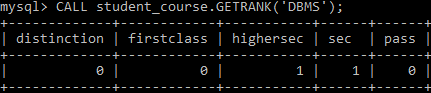 mysql> CALL student_course.GETRANK('DBMS');
+-------------+------------+-----------+-----+------+
| distinction | firstclass | highersec | sec | pass |
+-------------+------------+-----------+-----+------+
|           0 |          0 |         1 |   1 |    0 |
+-------------+------------+-----------+-----+------+